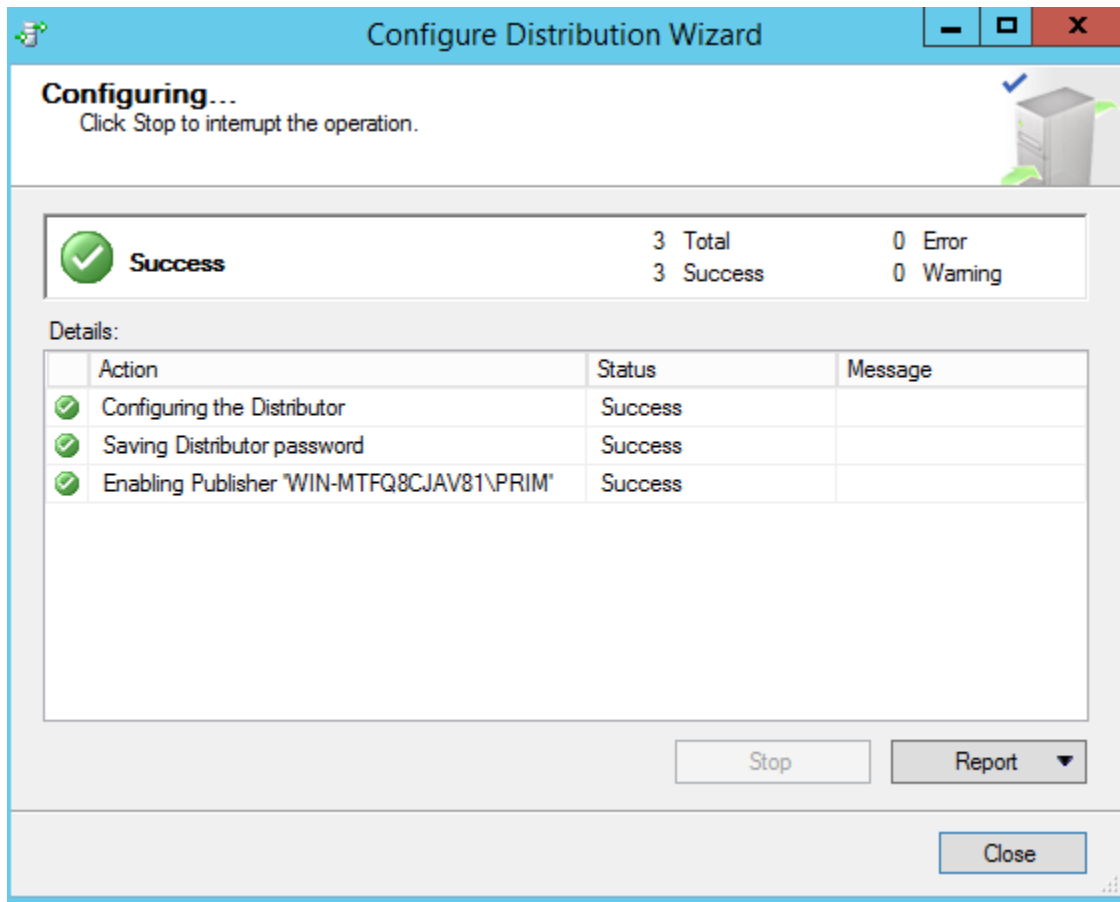 Configure Distribution Wizard
Configuring...
Click Stop to interrupt the operation.
Success
3 Total 0 Error
3 Success 0 Warning
Details:
Action Status Message
Configuring the Distributor Success
Saving Distributor password Success
Enabling Publisher 'WIN-MTFQ8CJAV81\PRIM' Success
Stop Report
Close